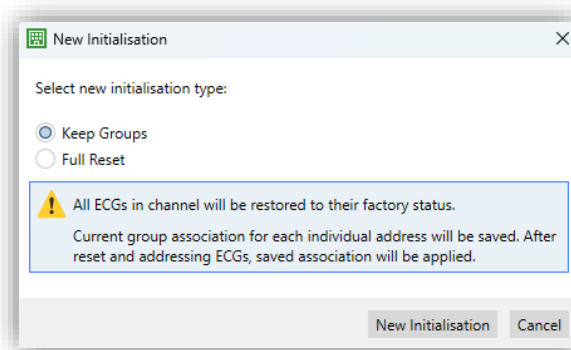 New Initialisation
Select new initialisation type:
Keep Groups
Full Reset
All ECGs in channel will be restored to their factory status.
Current group association for each individual address will be saved. After
reset and addressing ECGs, saved association will be applied.
New Initialisation Cancel